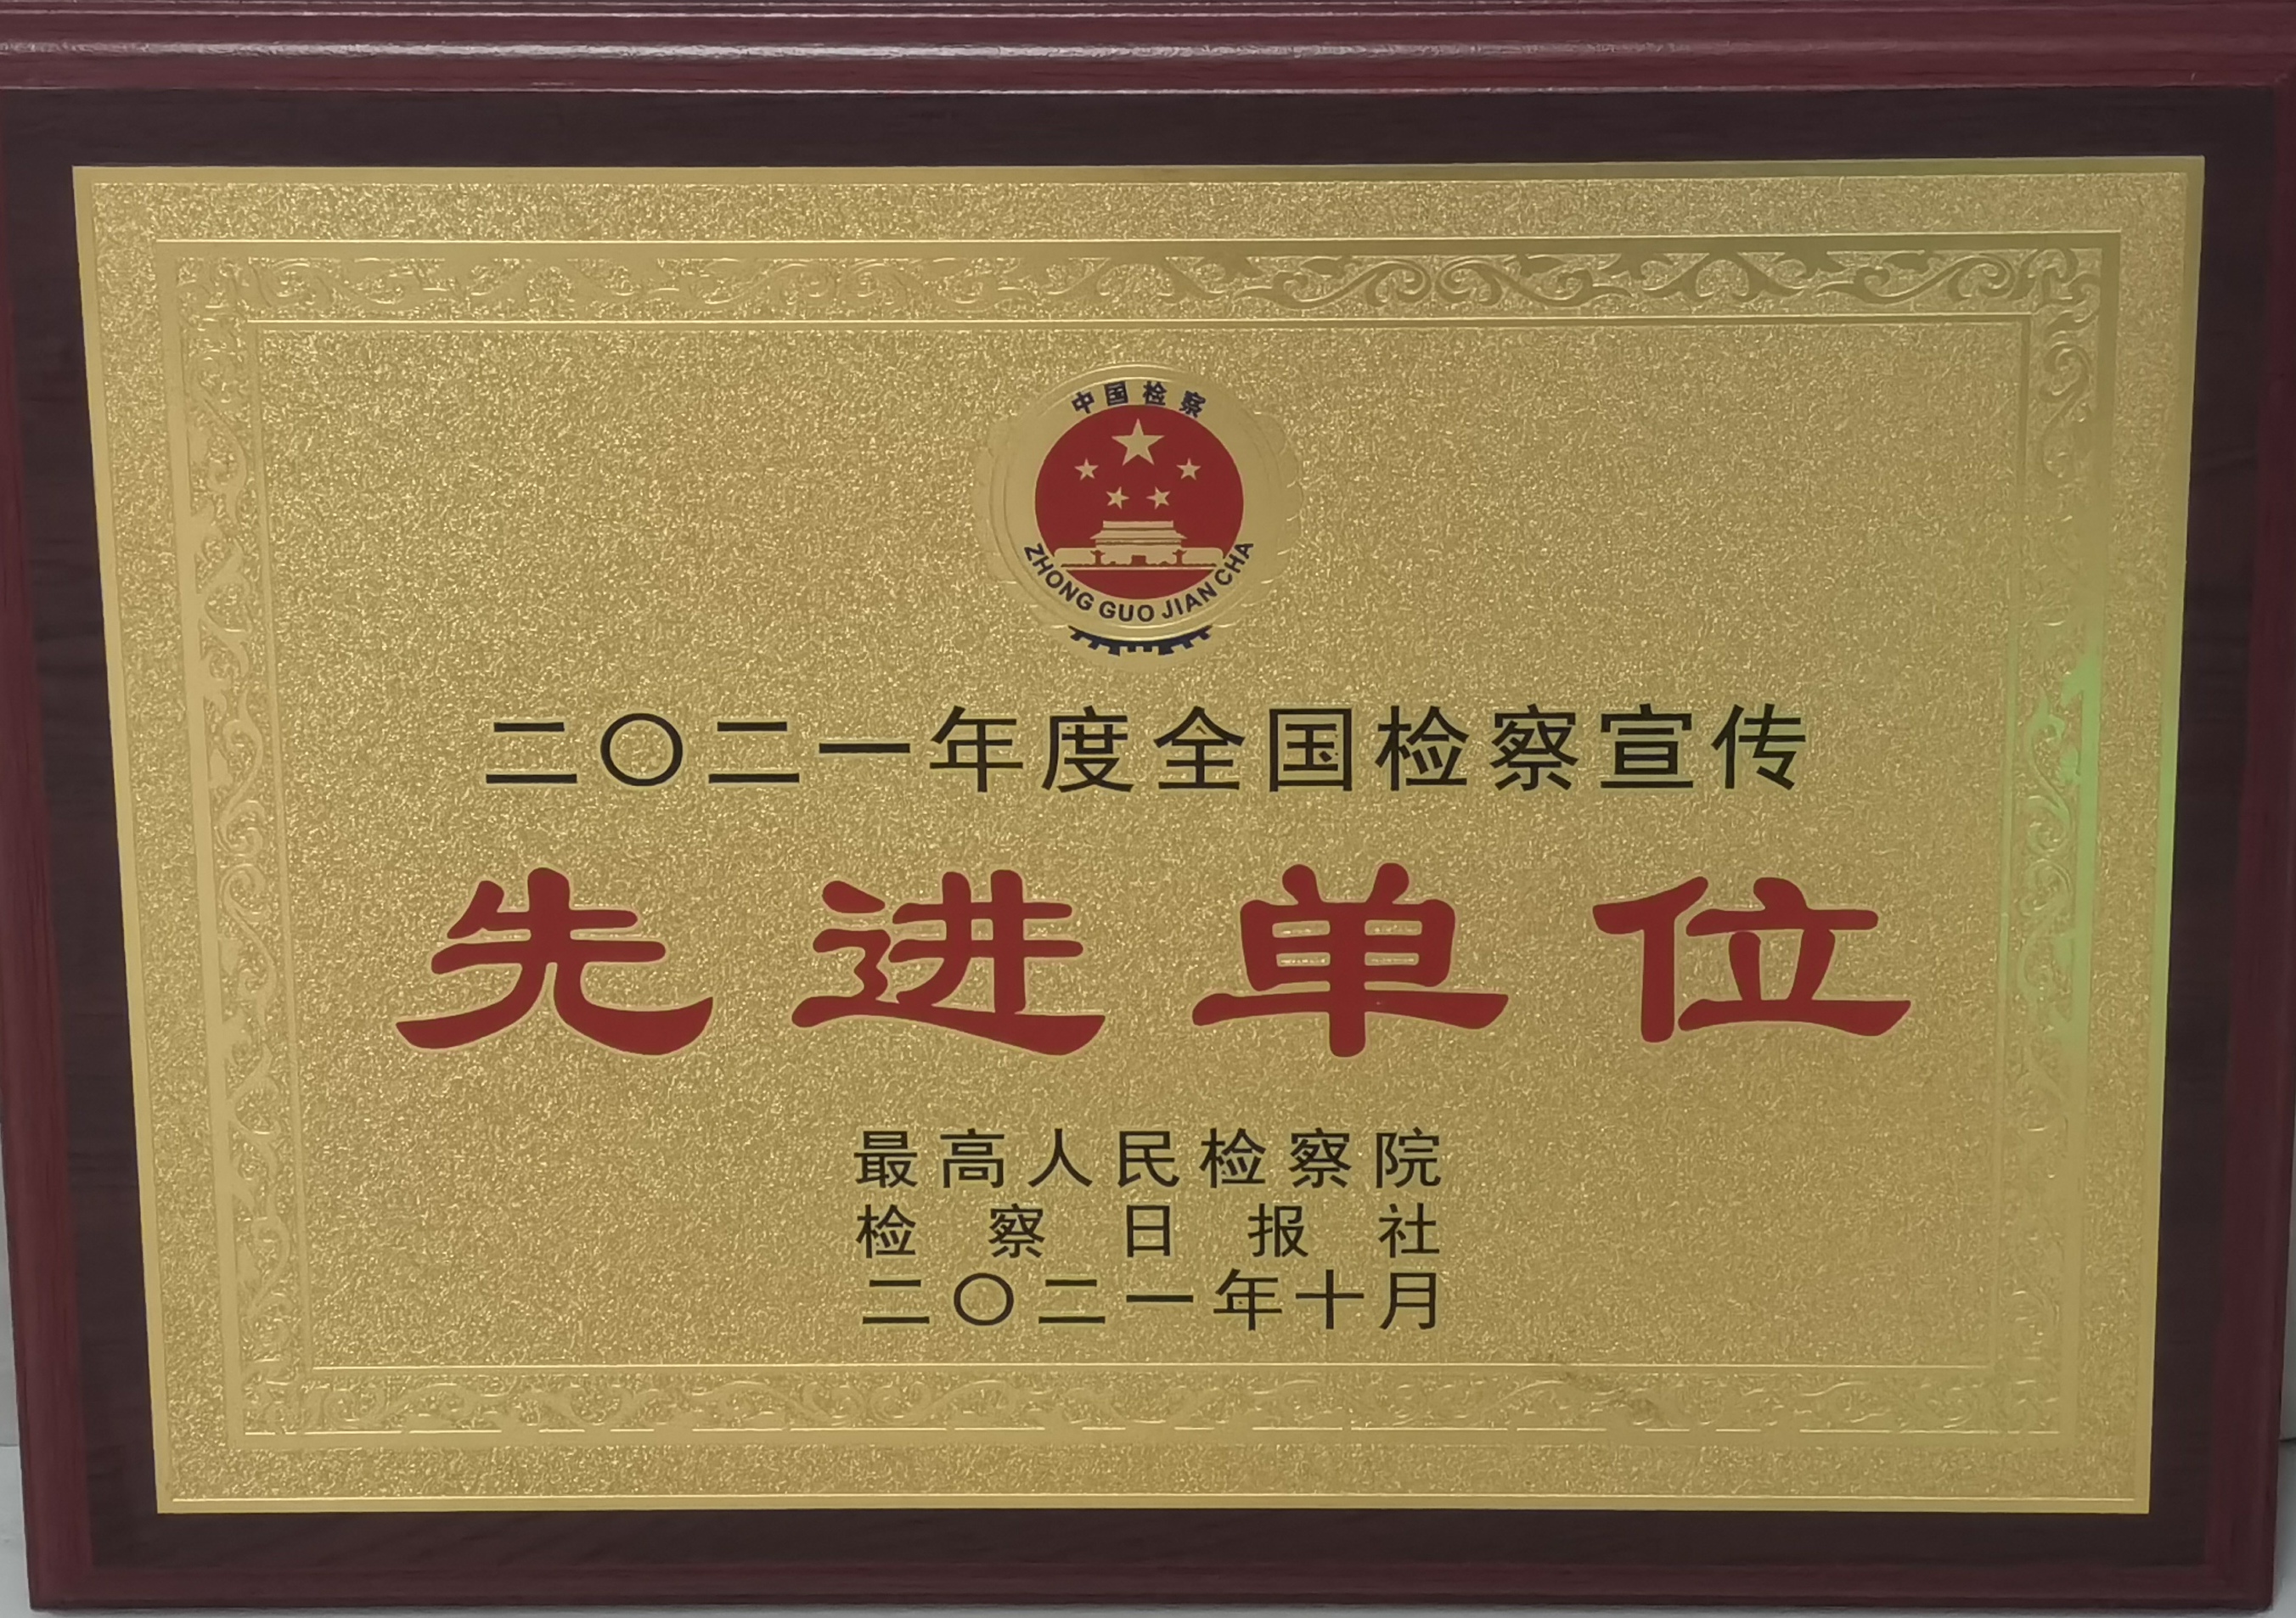 中国检察
ZHONG GUO JIAN CHA
二〇二一年度全国检察宣传
先进单位
最高人民检察院
检察日报社
二〇二一年十月